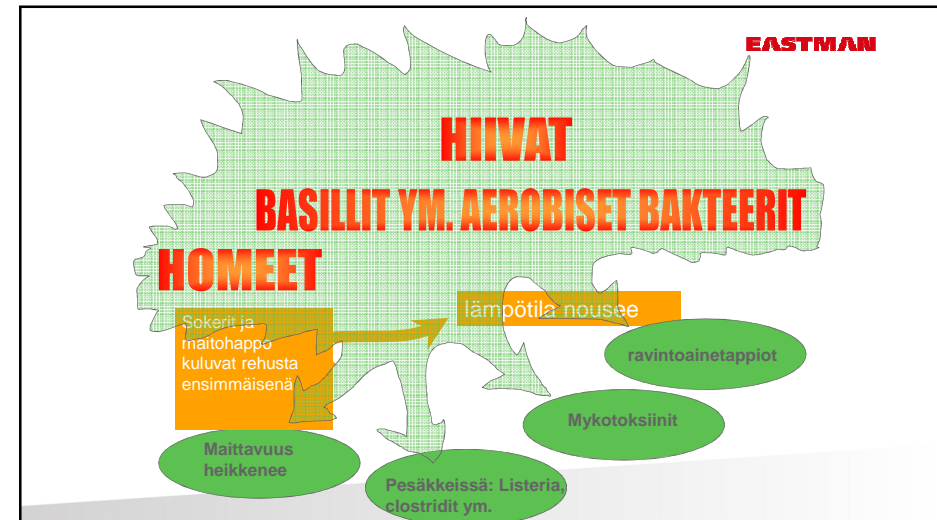 EASTMAN
HIIVAT
BASILLIT YM. AEROBISET BAKTEERIT
HOMEET
Sokerit ja
maitohappo
kuluvat rehusta
ensimmäisenä
lämpötila nousee
ravintoainetappiot
Mykotoksiinit
Maittavuus
heikkenee
Pesäkkeissä: Listeria,
clostridit ym.